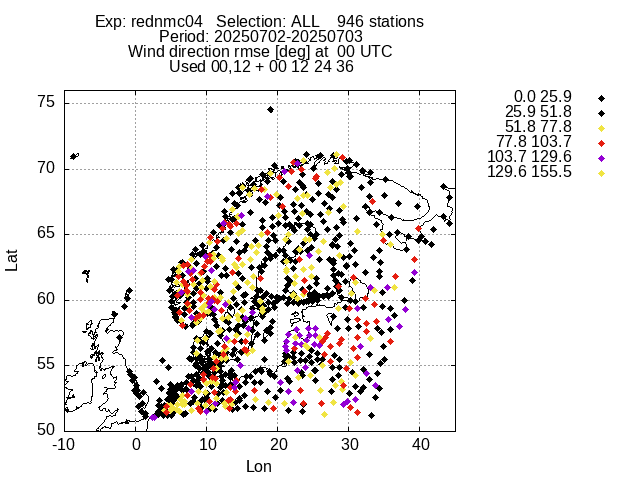 Exp: rednmc04 Selection: ALL 946 stations
Period: 20250702-20250703
Wind direction rmse [deg] at 00 UTC
Used 00,12 + 00 12 24 36
0.0 25.9
25.9 51.8
51.8 77.8
77.8 103.7
103.7 129.6
129.6 155.5
75
70
65
60
55
50
Lat
-10 0 10 20 30 40
Lon